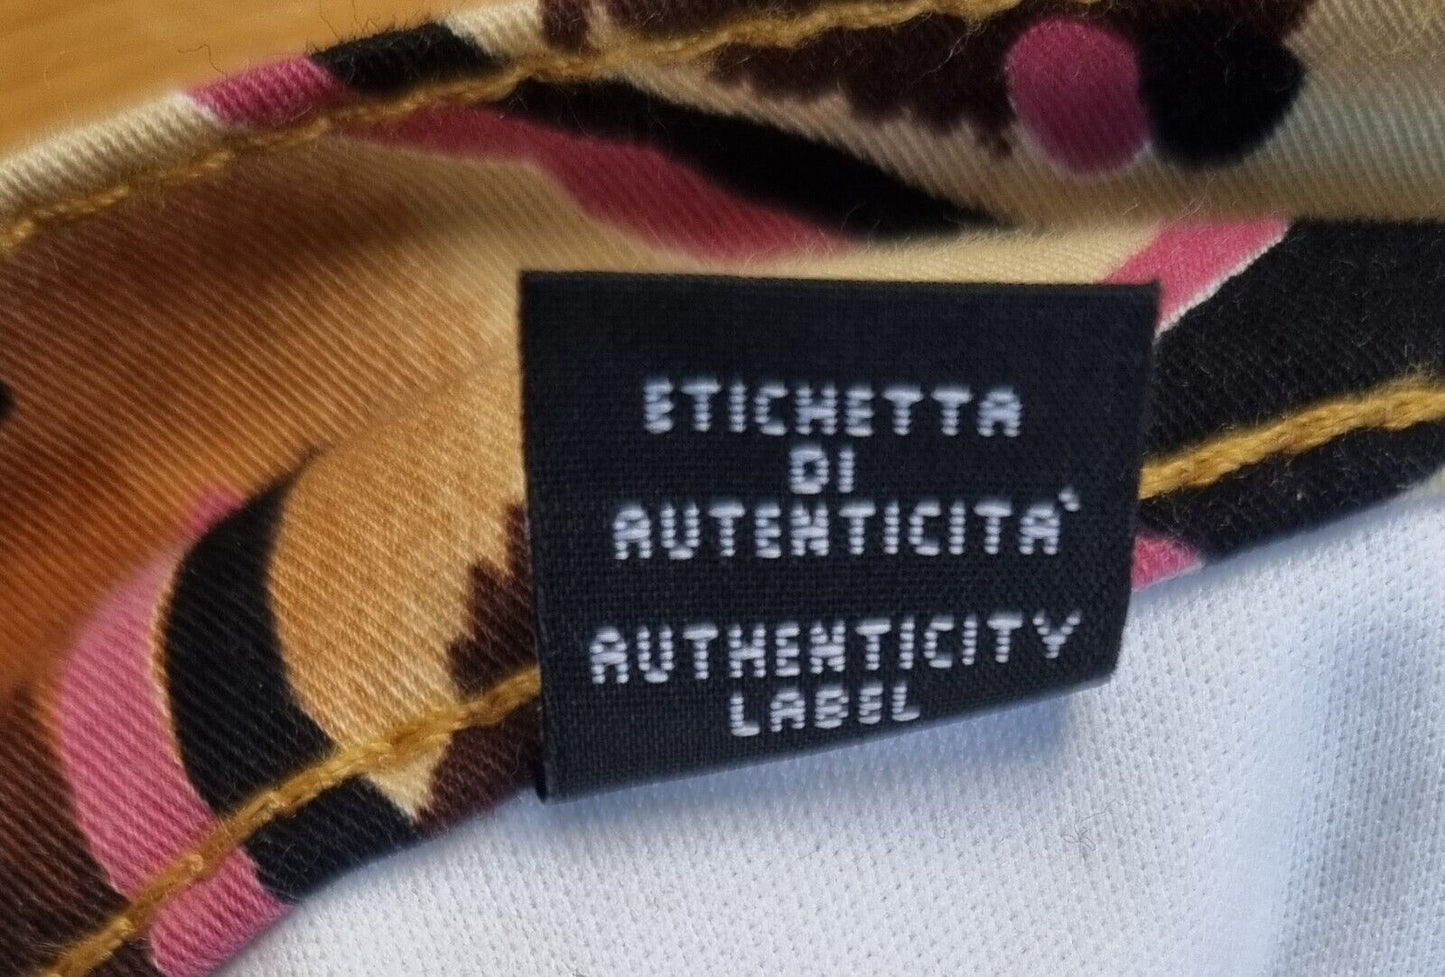 ETICHETTA
DI
AUTENTICITA`
AUTHENTICITY
LABEL